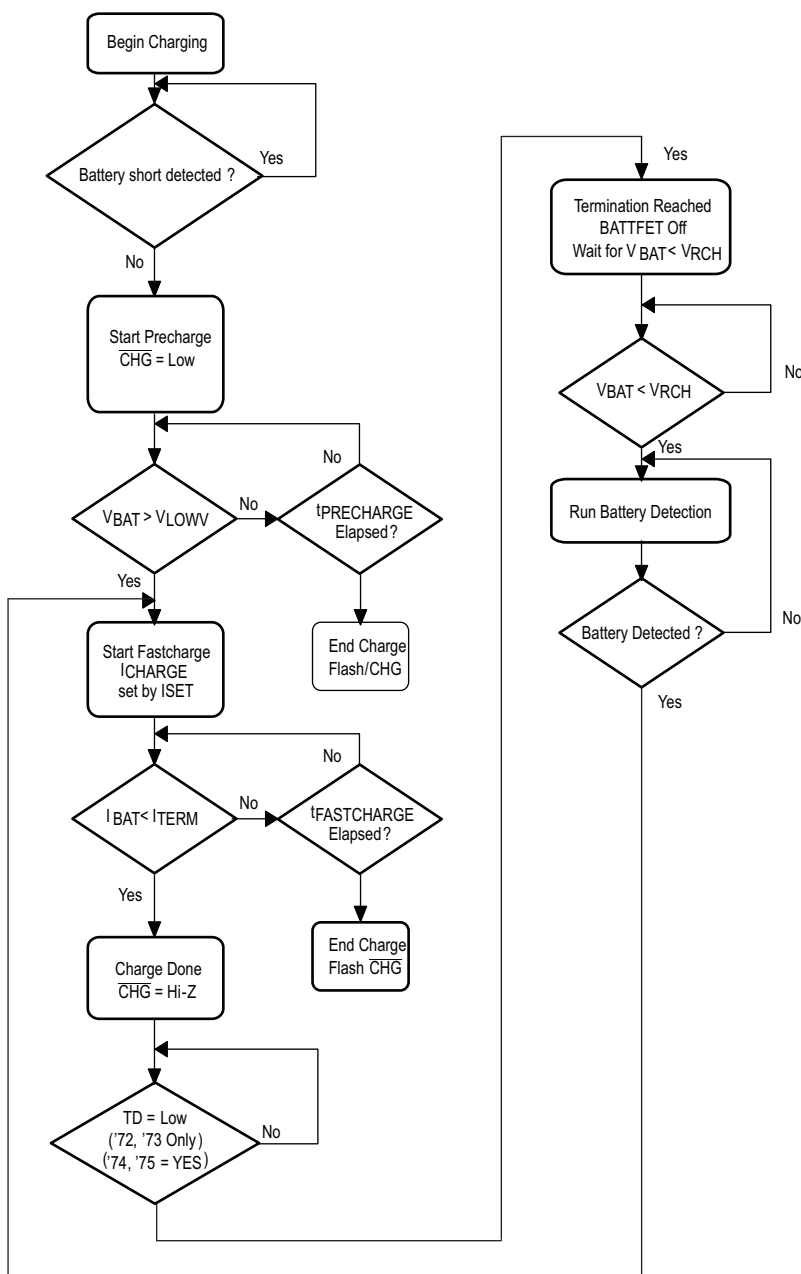 Begin Charging
Battery short detected ?
Yes
No
Start Precharge
CHG = Low
VBAT > VLOWV
No
No
tPRECHARGE
Elapsed?
Yes
End Charge
Flash/CHG
Start Fastcharge
ICHARGE
set by ISET
IBAT< ITERM
No
No
tFASTCHARGE
Elapsed?
Yes
End Charge
Flash CHG
Charge Done
CHG = Hi-Z
TD = Low
('72, '73 Only)
('74, '75 = YES)
No
Yes
Termination Reached
BATTFET Off
Wait for V BAT< VRCH
VBAT < VRCH
No
Yes
Run Battery Detection
Battery Detected ?
No
Yes